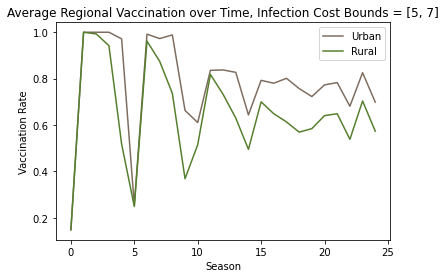 Average Regional Vaccination over Time, Infection Cost Bounds = [5, 7]
Urban
Rural
Vaccination Rate
1.0
0.8
0.6
0.4
0.2
0 5 10 15 20 25
Season